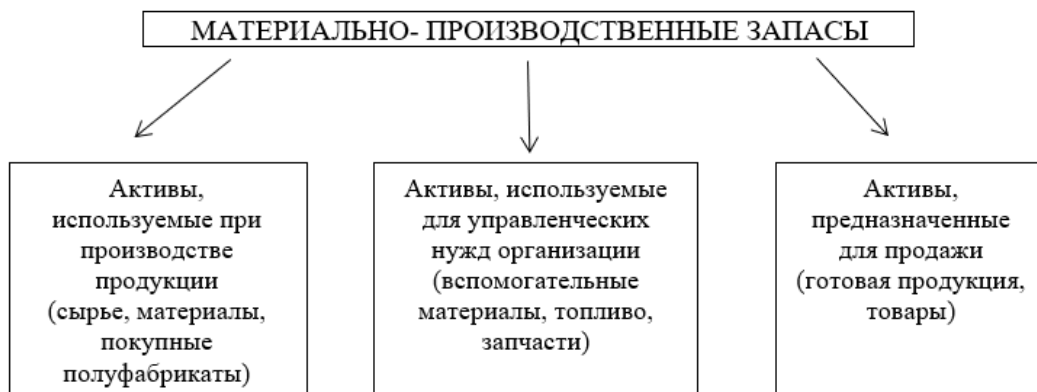 МАТЕРИАЛЬНО- ПРОИЗВОДСТВЕННЫЕ ЗАПАСЫ
Активы,
используемые при
производстве
продукции
(сырье, материалы,
покупные
полуфабрикаты)
Активы, используемые
для управленческих
нужд организации
(вспомогательные
материалы, топливо,
запчасти)
Активы,
предназначенные
для продажи
(готовая продукция,
товары)